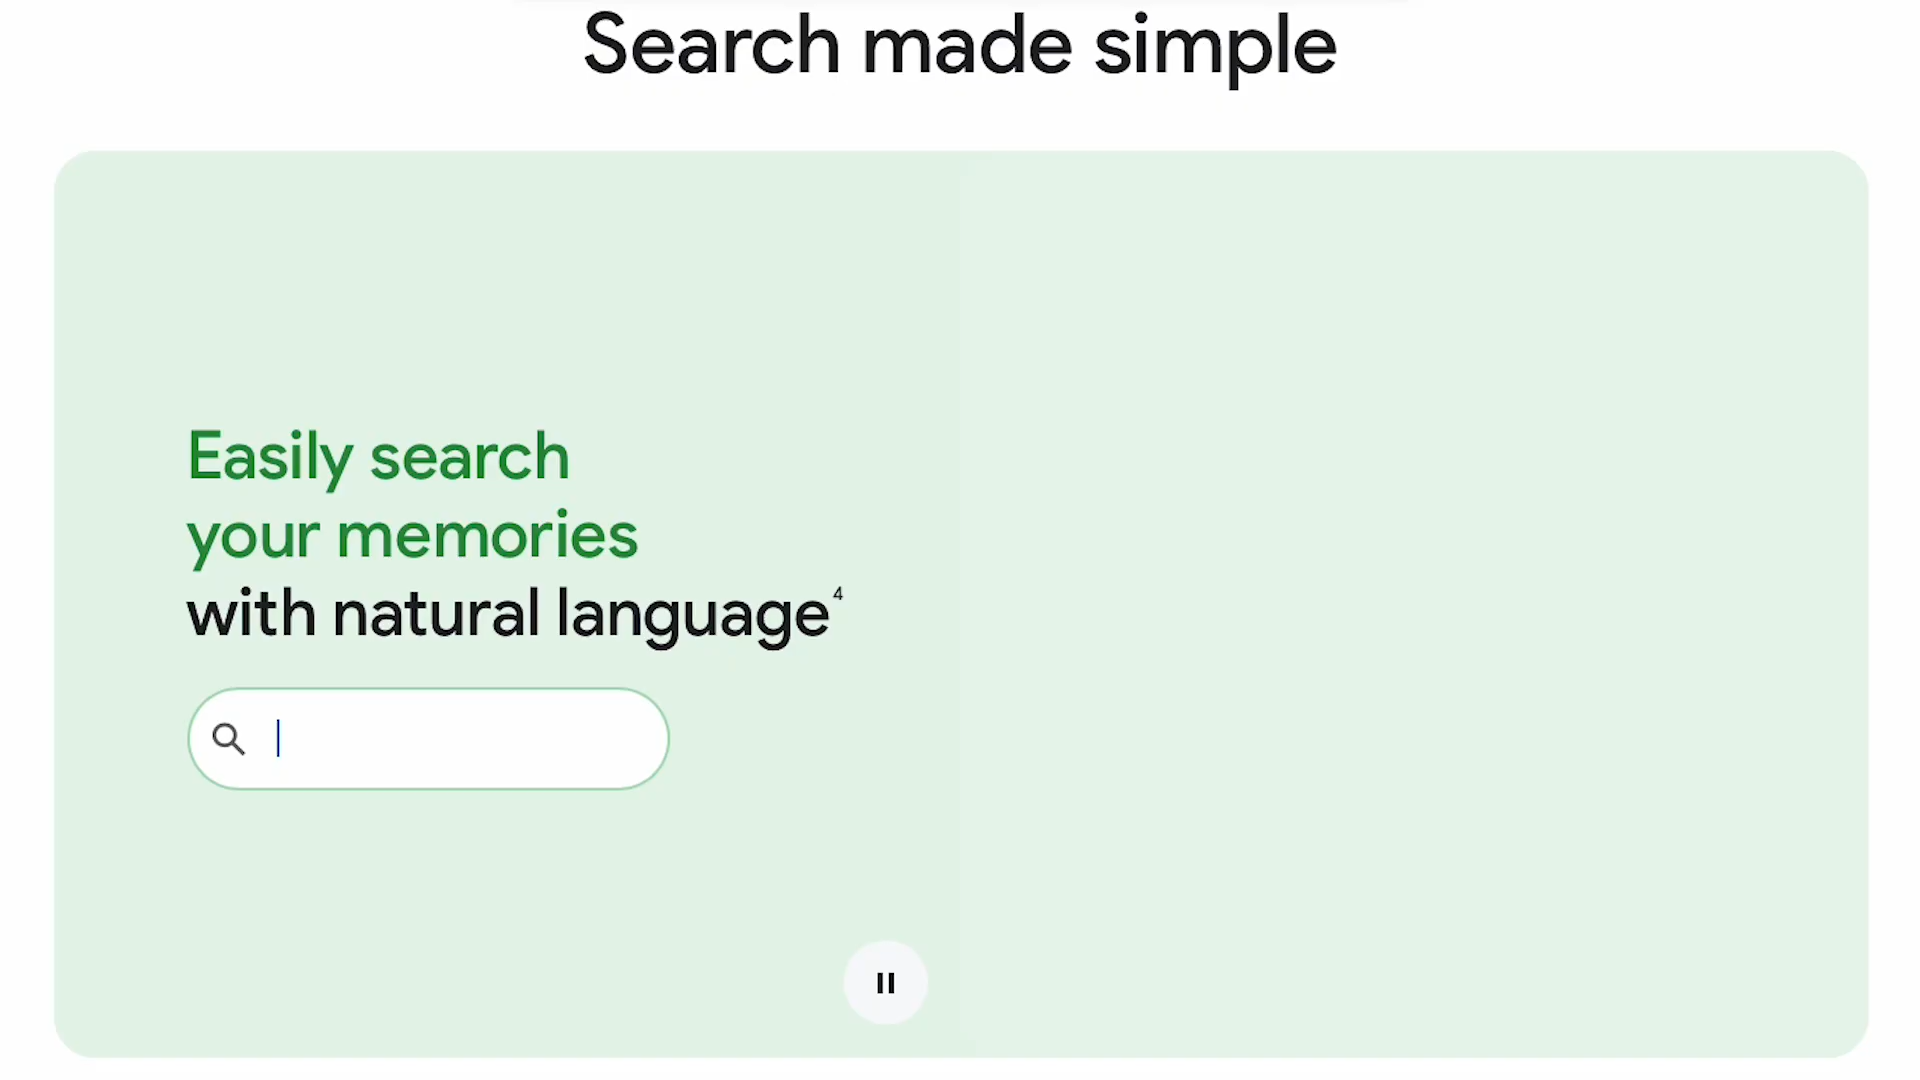 Search made simple
Easily search
your memories
with natural language⁴